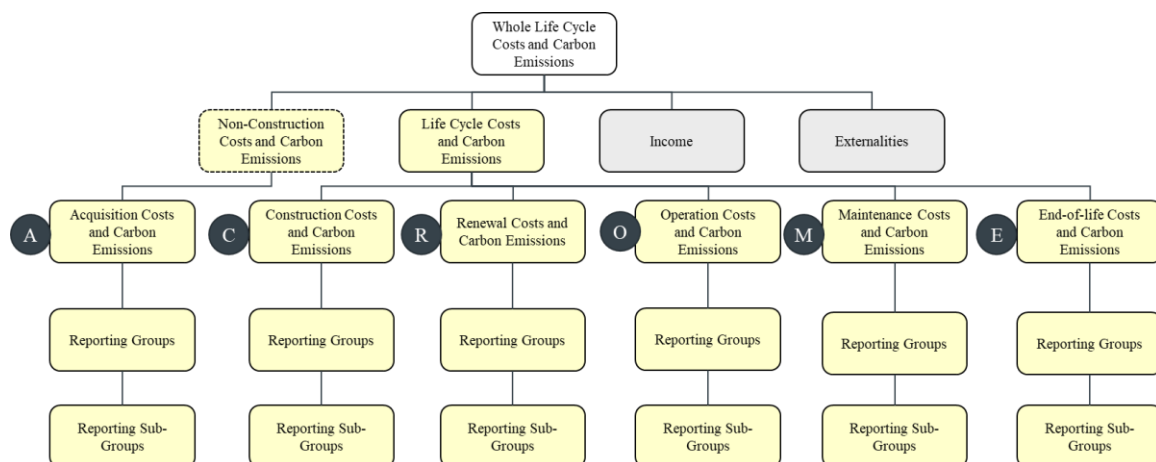 Whole Life Cycle
Costs and Carbon
Emissions
Non-Construction
Costs and Carbon
Emissions
Life Cycle Costs
and Carbon
Emissions
Income
Externalities
A
Acquisition Costs
and Carbon
Emissions
C
Construction Costs
and Carbon
Emissions
R
Renewal Costs and
Carbon Emissions
O
Operation Costs
and Carbon
Emissions
M
Maintenance Costs
and Carbon
Emissions
E
End-of-life Costs
and Carbon
Emissions
Reporting Groups
Reporting Groups
Reporting Groups
Reporting Groups
Reporting Groups
Reporting Groups
Reporting Sub-
Groups
Reporting Sub-
Groups
Reporting Sub-
Groups
Reporting Sub-
Groups
Reporting Sub-
Groups
Reporting Sub-
Groups